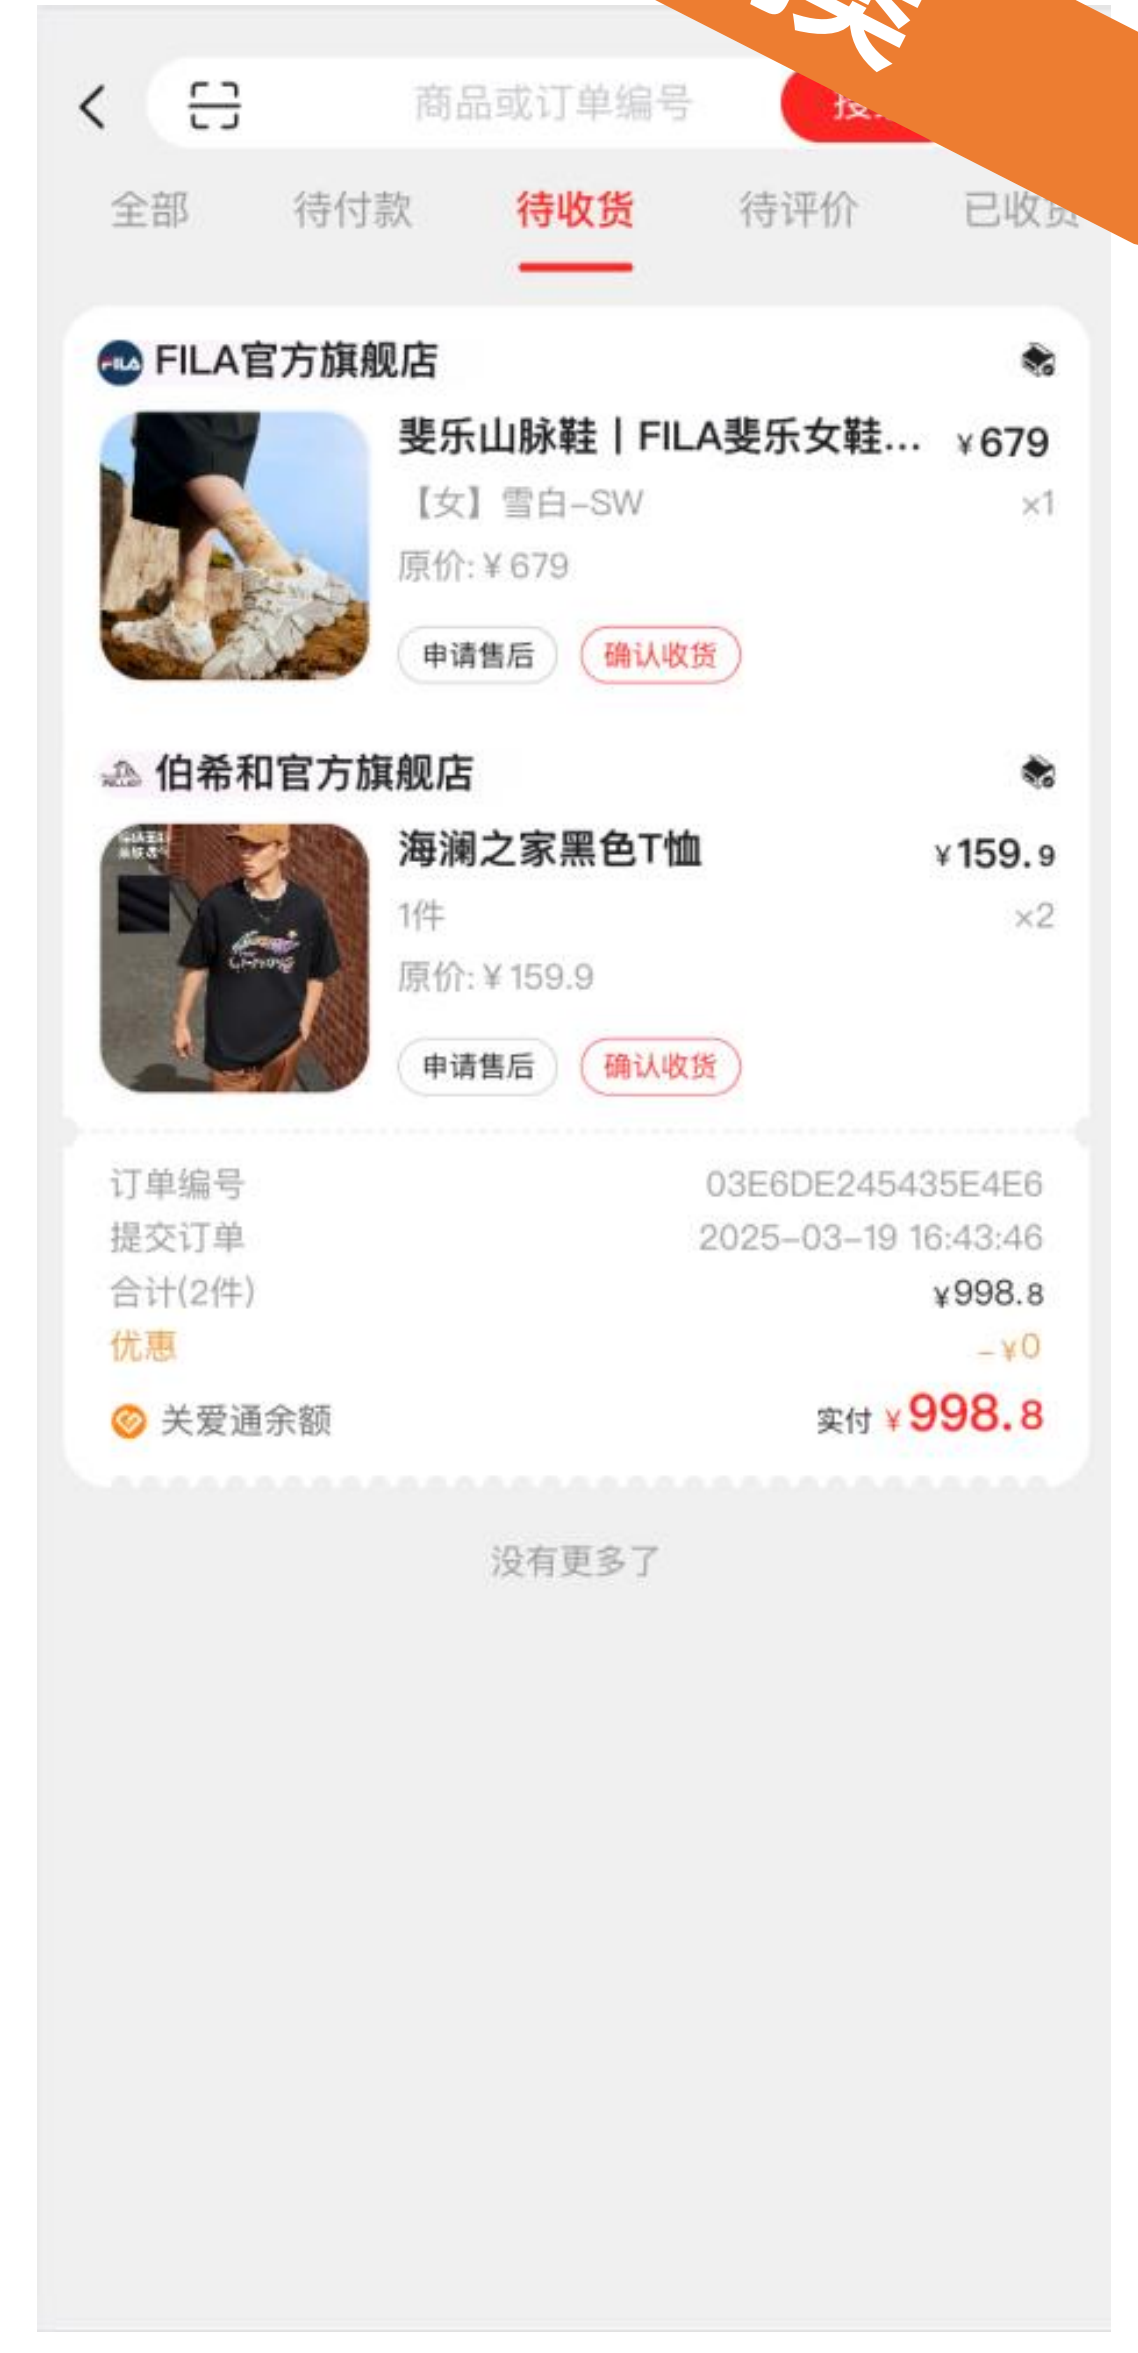 商品或订单编号
全部 待付款 待收货 待评价 已收货
FILA官方旗舰店
斐乐山脉鞋丨FILA斐乐女鞋... ¥679
【女】雪白-SW ×1
原价:¥679
申请售后 确认收货
伯希和官方旗舰店
海澜之家黑色T恤 ¥159.9
1件 ×2
原价:¥159.9
申请售后 确认收货
订单编号 03E6DE245435E4E6
提交订单 2025-03-19 16:43:46
合计(2件) ¥998.8
优惠 -¥0
关爱通余额 实付 ¥998.8
没有更多了